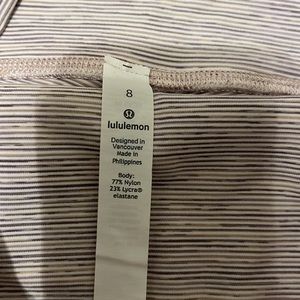 8
lululemon
Designed in
Vancouver
Made in
Philippines
Body:
77% Nylon
23% Lycra®
elastane